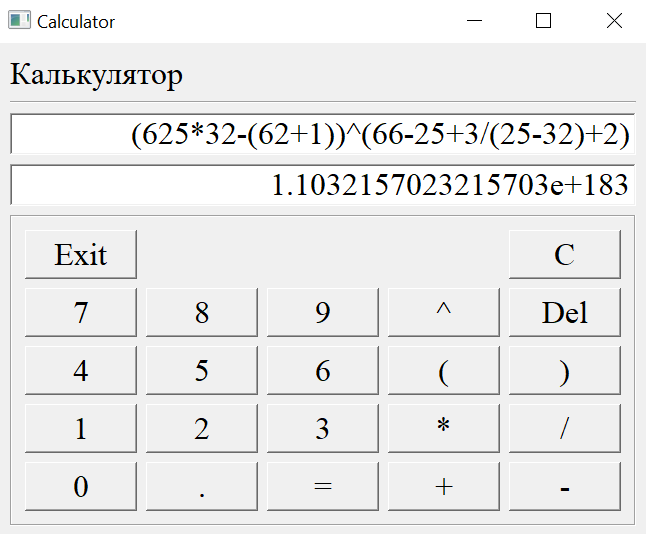 Calculator
Калькулятор
(625*32-(62+1))^(66-25+3/(25-32)+2)
1.1032157023215703e+183
Exit C
7 8 9 ^ Del
4 5 6 ( )
1 2 3 * /
0 . = + -